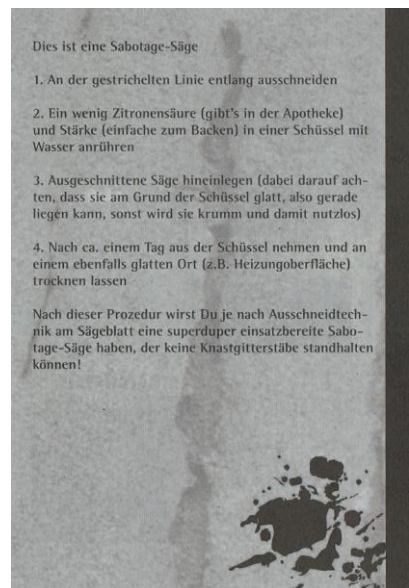 Dies ist eine Sabotage-Säge
1. An der gestrichelten Linie entlang ausschneiden
2. Ein wenig Zitronensäure (gibt's in der Apotheke)
und Stärke (einfache zum Backen) in einer Schüssel mit
Wasser anrühren
3. Ausgeschnittene Säge hineinlegen (dabei darauf ach-
ten, dass sie am Grund der Schüssel glatt, also gerade
liegen kann, sonst wird sie krumm und damit nutzlos)
4. Nach ca. einem Tag aus der Schüssel nehmen und an
einem ebenfalls glatten Ort (z.B. Heizungoberfläche)
trocknen lassen
Nach dieser Prozedur wirst Du je nach Ausschneidtech-
nik am Sägeblatt eine superduper einsatzbereite Sabo-
tage-Säge haben, der keine Knastgitterstäbe standhalten
können!